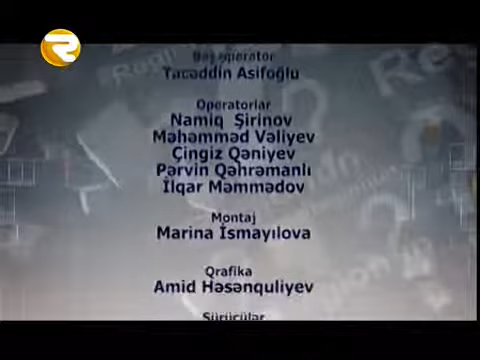 Baş operator
Tacəddin Asifoğlu
Operatorlar
Namiq Şirinov
Məhəmməd Vəliyev
Çingiz Qəniyev
Pərvin Qəhrəmanlı
İlqar Məmmədov
Montaj
Marina İsmayılova
Qrafika
Amid Həsənquliyev
Sürücülər